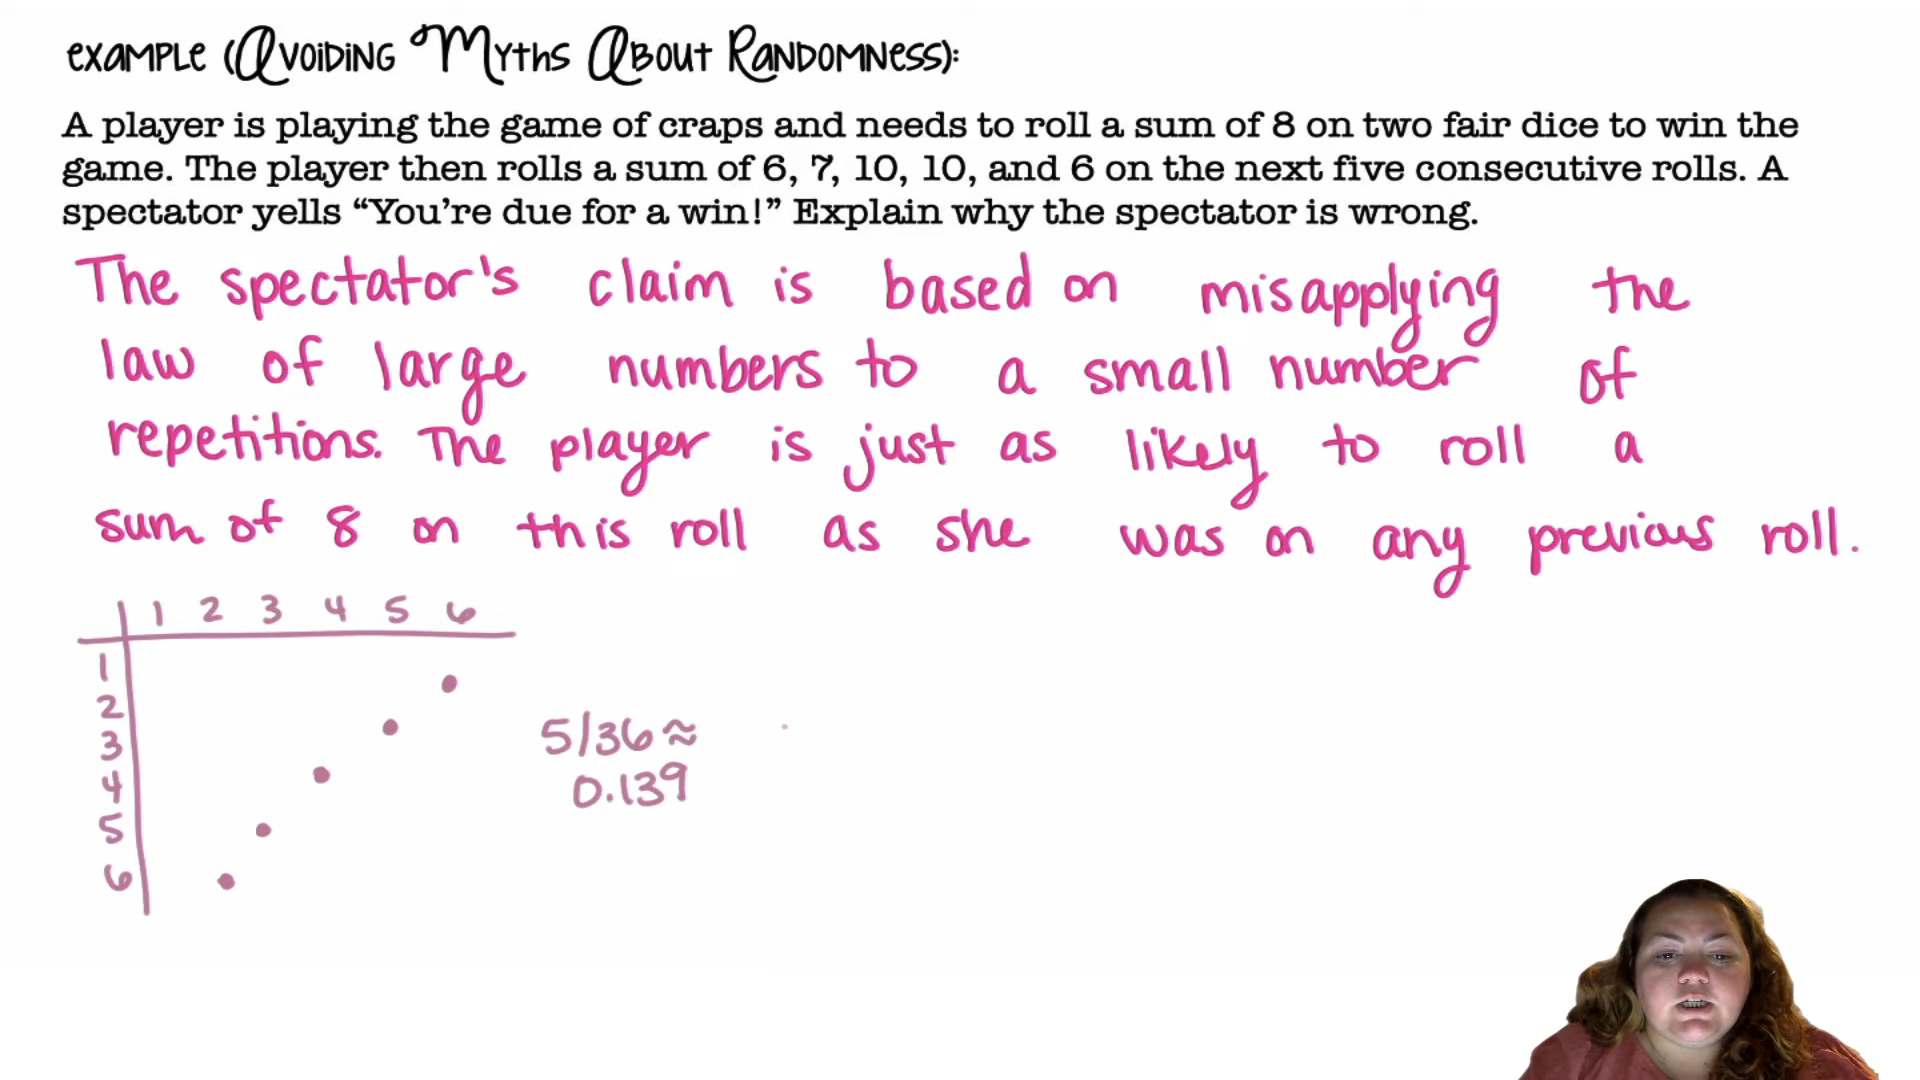 example (Avoiding Myths About Randomness):
A player is playing the game of craps and needs to roll a sum of 8 on two fair dice to win the
game. The player then rolls a sum of 6, 7, 10, 10, and 6 on the next five consecutive rolls. A
spectator yells “You’re due for a win!” Explain why the spectator is wrong.
The spectator's claim is based on misapplying the
law of large numbers to a small number of
repetitions. The player is just as likely to roll a
sum of 8 on this roll as she was on any previous roll.
1 2 3 4 5 6
1
2
3
4
5
6
5/36 ≈
0.139